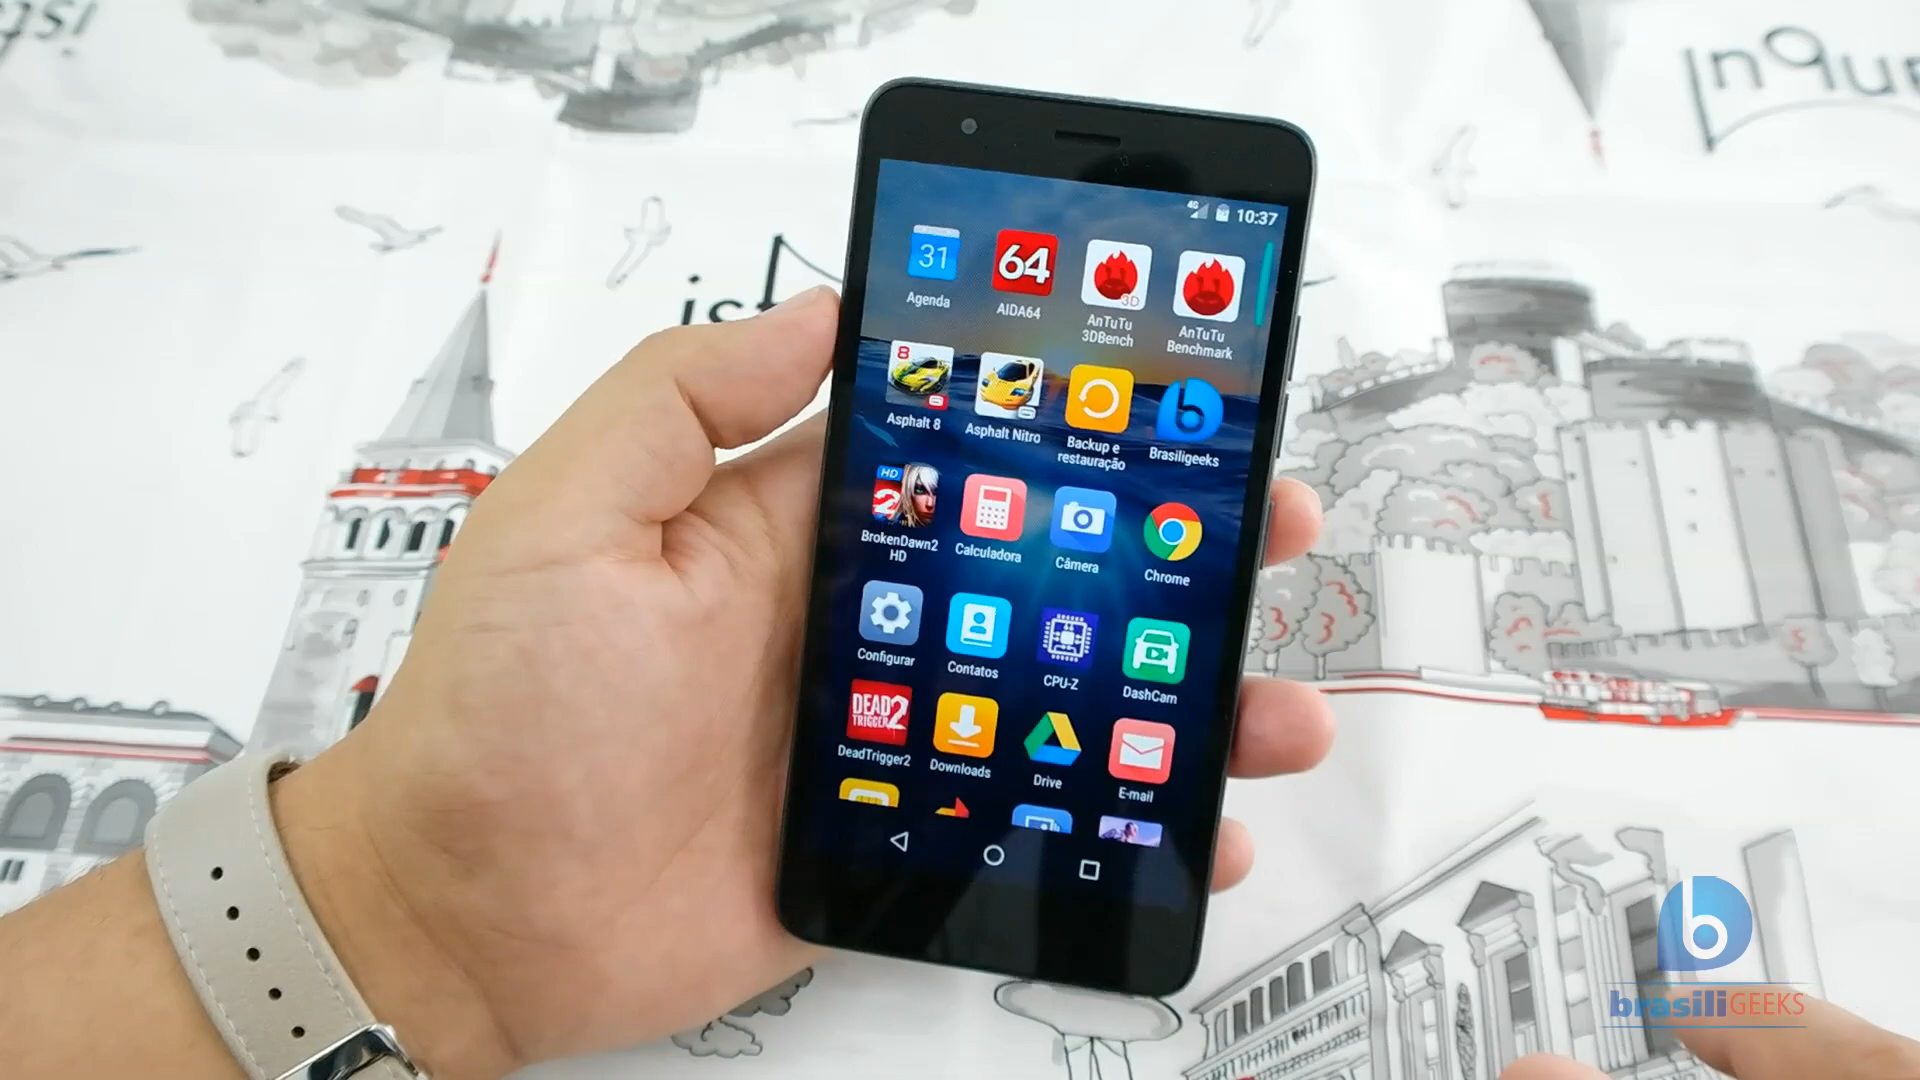 4G 10:37
31
64
3D
Agenda
AIDA64
AnTuTu
3DBench
AnTuTu
Benchmark
8
Asphalt 8
Asphalt Nitro
Backup e
restauração
Brasiligeeks
HD
2
BrokenDawn2
HD
Calculadora
Câmera
Chrome
Configurar
Contatos
CPU-Z
DashCam
DEAD
TRIGGER 2
DeadTrigger2
Downloads
Drive
E-mail
b
brasiliGEEKS